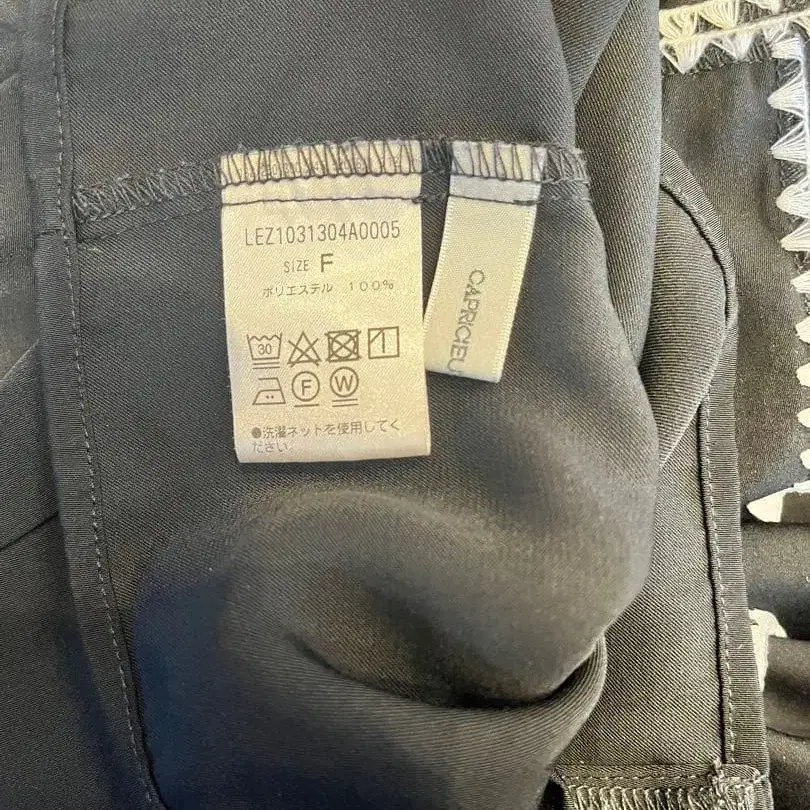 LEZ1031304A0005
SIZE F
ポリエステル 100%
30
F W
●洗濯ネットを使用してく
ださい
CAPRICIEU